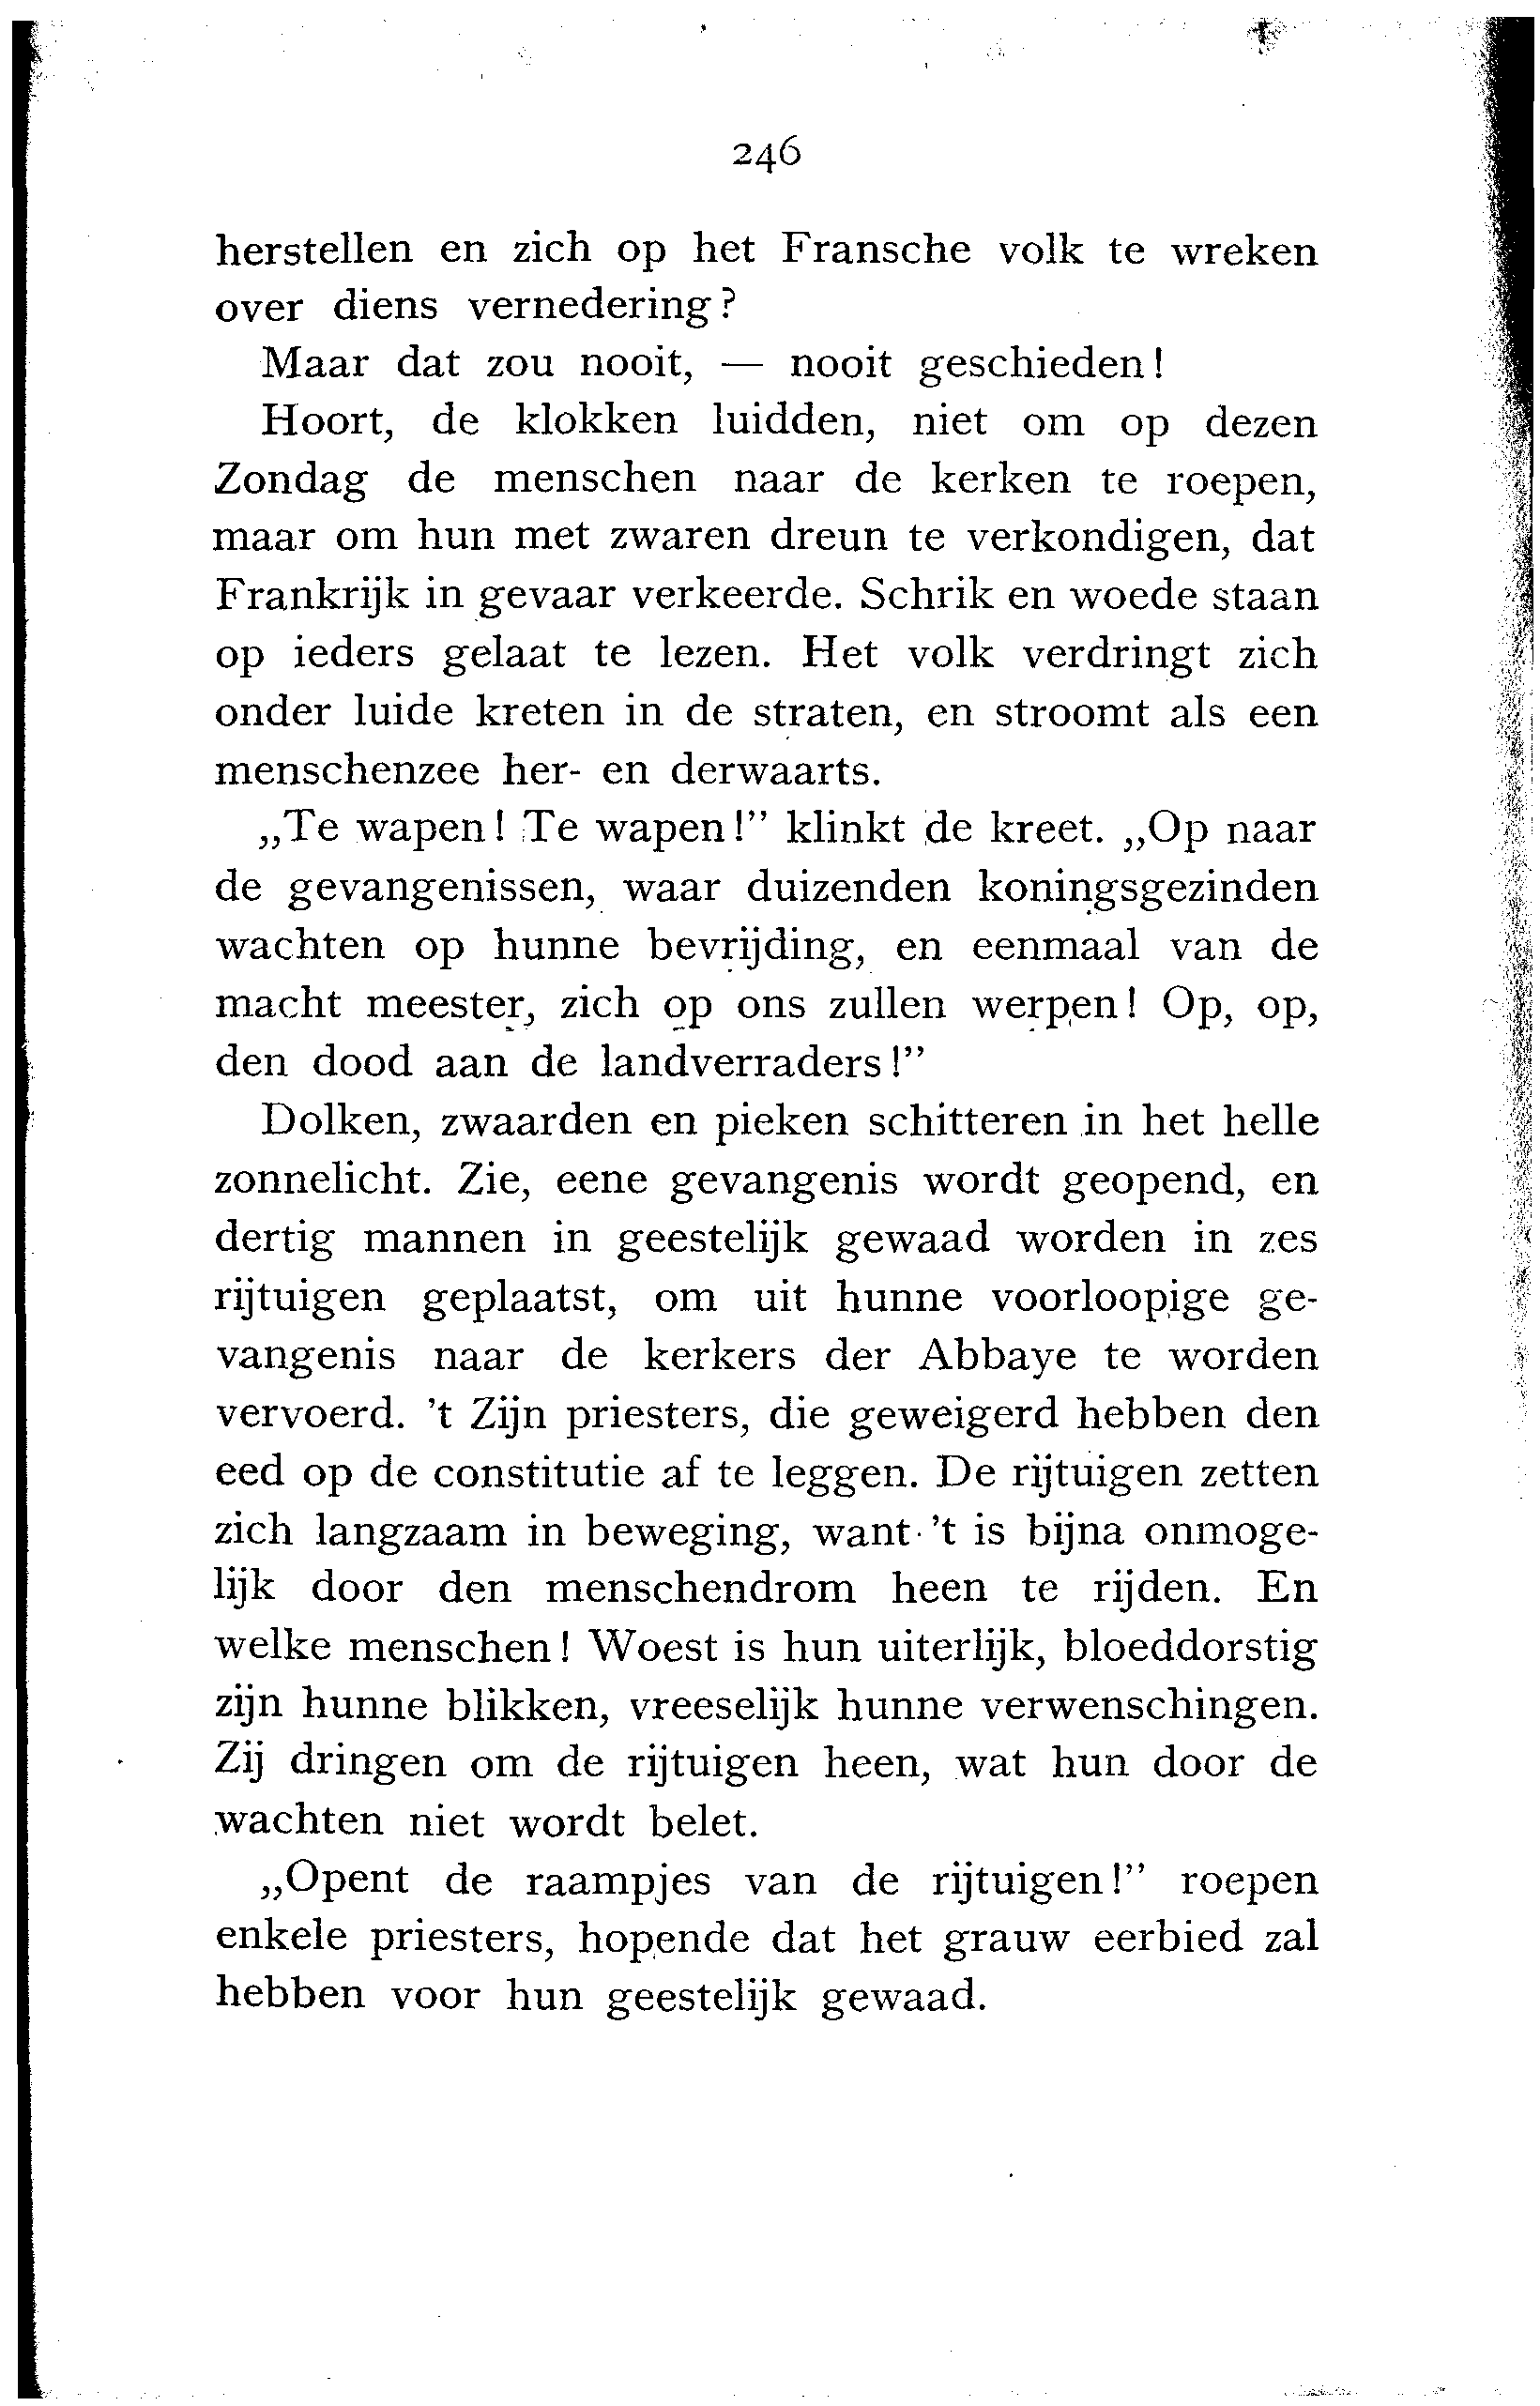 246
herstellen en zich op het Fransche volk te wreken
over diens vernedering?
Maar dat zou nooit, — nooit geschieden!
Hoort, de klokken luidden, niet om op dezen
Zondag de menschen naar de kerken te roepen,
maar om hun met zwaren dreun te verkondigen, dat
Frankrijk in gevaar verkeerde. Schrik en woede staan
op ieders gelaat te lezen. Het volk verdringt zich
onder luide kreten in de straten, en stroomt als een
menschenzee her- en derwaarts.
„Te wapen! Te wapen!” klinkt de kreet. „Op naar
de gevangenissen, waar duizenden koningsgezinden
wachten op hunne bevrijding, en eenmaal van de
macht meester, zich op ons zullen werpen! Op, op,
den dood aan de landverraders!”
Dolken, zwaarden en pieken schitteren in het helle
zonnelicht. Zie, eene gevangenis wordt geopend, en
dertig mannen in geestelijk gewaad worden in zes
rijtuigen geplaatst, om uit hunne voorloopige ge-
vangenis naar de kerkers der Abbaye te worden
vervoerd. ’t Zijn priesters, die geweigerd hebben den
eed op de constitutie af te leggen. De rijtuigen zetten
zich langzaam in beweging, want ’t is bijna onmoge-
lijk door den menschendrom heen te rijden. En
welke menschen! Woest is hun uiterlijk, bloeddorstig
zijn hunne blikken, vreeselijk hunne verwenschingen.
Zij dringen om de rijtuigen heen, wat hun door de
wachten niet wordt belet.
„Opent de raampjes van de rijtuigen!” roepen
enkele priesters, hopende dat het grauw eerbied zal
hebben voor hun geestelijk gewaad.